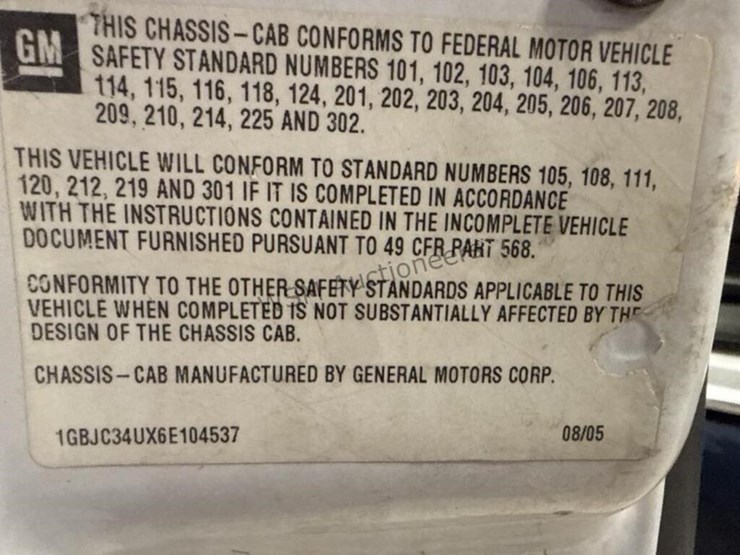 GM
THIS CHASSIS–CAB CONFORMS TO FEDERAL MOTOR VEHICLE
SAFETY STANDARD NUMBERS 101, 102, 103, 104, 106, 113,
114, 115, 116, 118, 124, 201, 202, 203, 204, 205, 206, 207, 208,
209, 210, 214, 225 AND 302.
THIS VEHICLE WILL CONFORM TO STANDARD NUMBERS 105, 108, 111,
120, 212, 219 AND 301 IF IT IS COMPLETED IN ACCORDANCE
WITH THE INSTRUCTIONS CONTAINED IN THE INCOMPLETE VEHICLE
DOCUMENT FURNISHED PURSUANT TO 49 CFR PART 568.
CONFORMITY TO THE OTHER SAFETY STANDARDS APPLICABLE TO THIS
VEHICLE WHEN COMPLETED IS NOT SUBSTANTIALLY AFFECTED BY THE
DESIGN OF THE CHASSIS CAB.
CHASSIS–CAB MANUFACTURED BY GENERAL MOTORS CORP.
1GBJC34UX6E104537 08/05